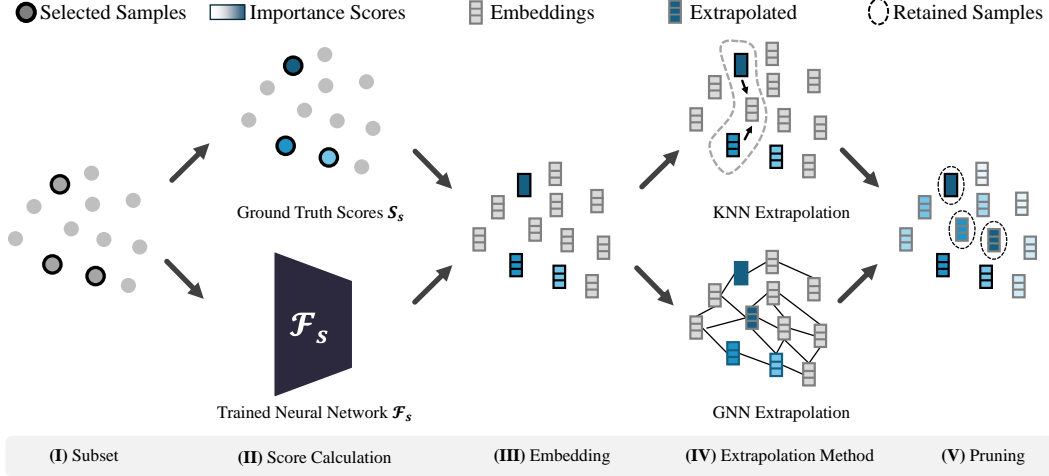 Selected Samples
Importance Scores
Embeddings
Extrapolated
Retained Samples
Ground Truth Scores S_s
KNN Extrapolation
F_s
Trained Neural Network F_s
GNN Extrapolation
(I) Subset
(II) Score Calculation
(III) Embedding
(IV) Extrapolation Method
(V) Pruning